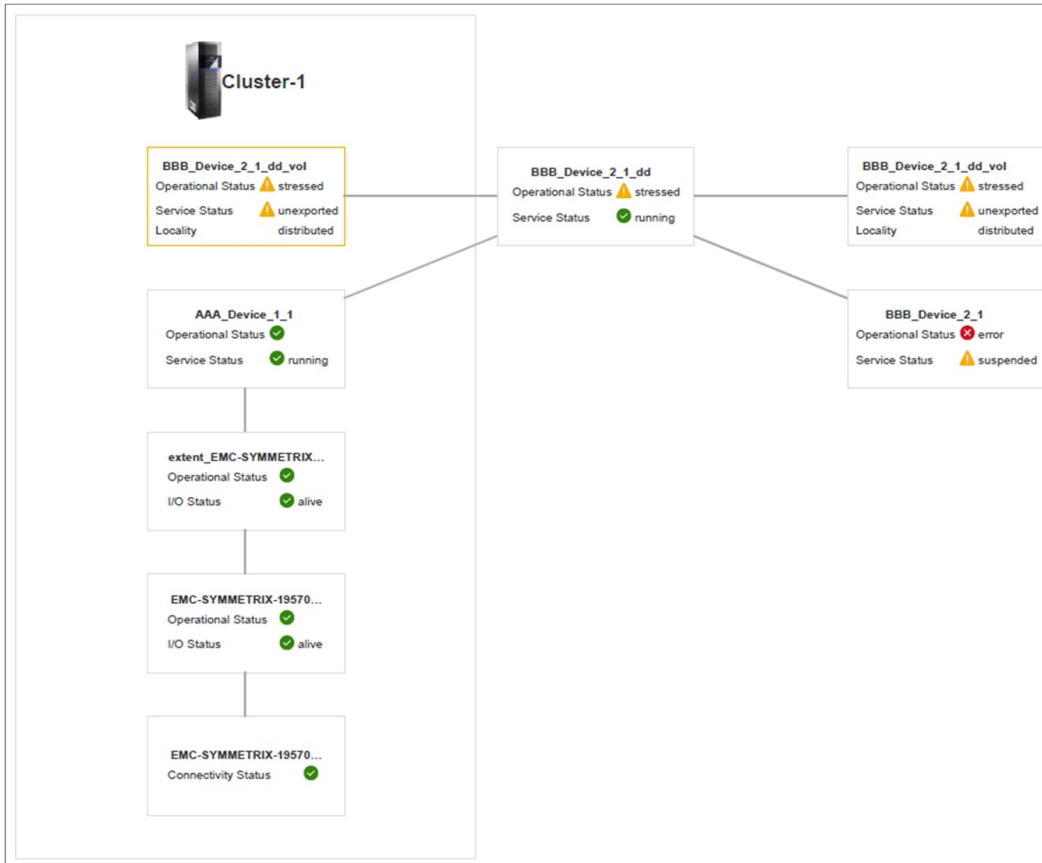 Cluster-1
BBB_Device_2_1_dd_vol
Operational Status stressed
Service Status unexported
Locality distributed
BBB_Device_2_1_dd
Operational Status stressed
Service Status running
BBB_Device_2_1_dd_vol
Operational Status stressed
Service Status unexported
Locality distributed
AAA_Device_1_1
Operational Status
Service Status running
BBB_Device_2_1
Operational Status error
Service Status suspended
extent_EMC-SYMMETRIX...
Operational Status
I/O Status alive
EMC-SYMMETRIX-19570...
Operational Status
I/O Status alive
EMC-SYMMETRIX-19570...
Connectivity Status